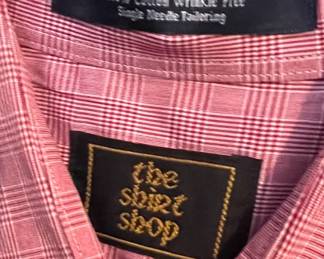 Cotton Wrinkle Free
Single Needle Tailoring
the
shirt
shop